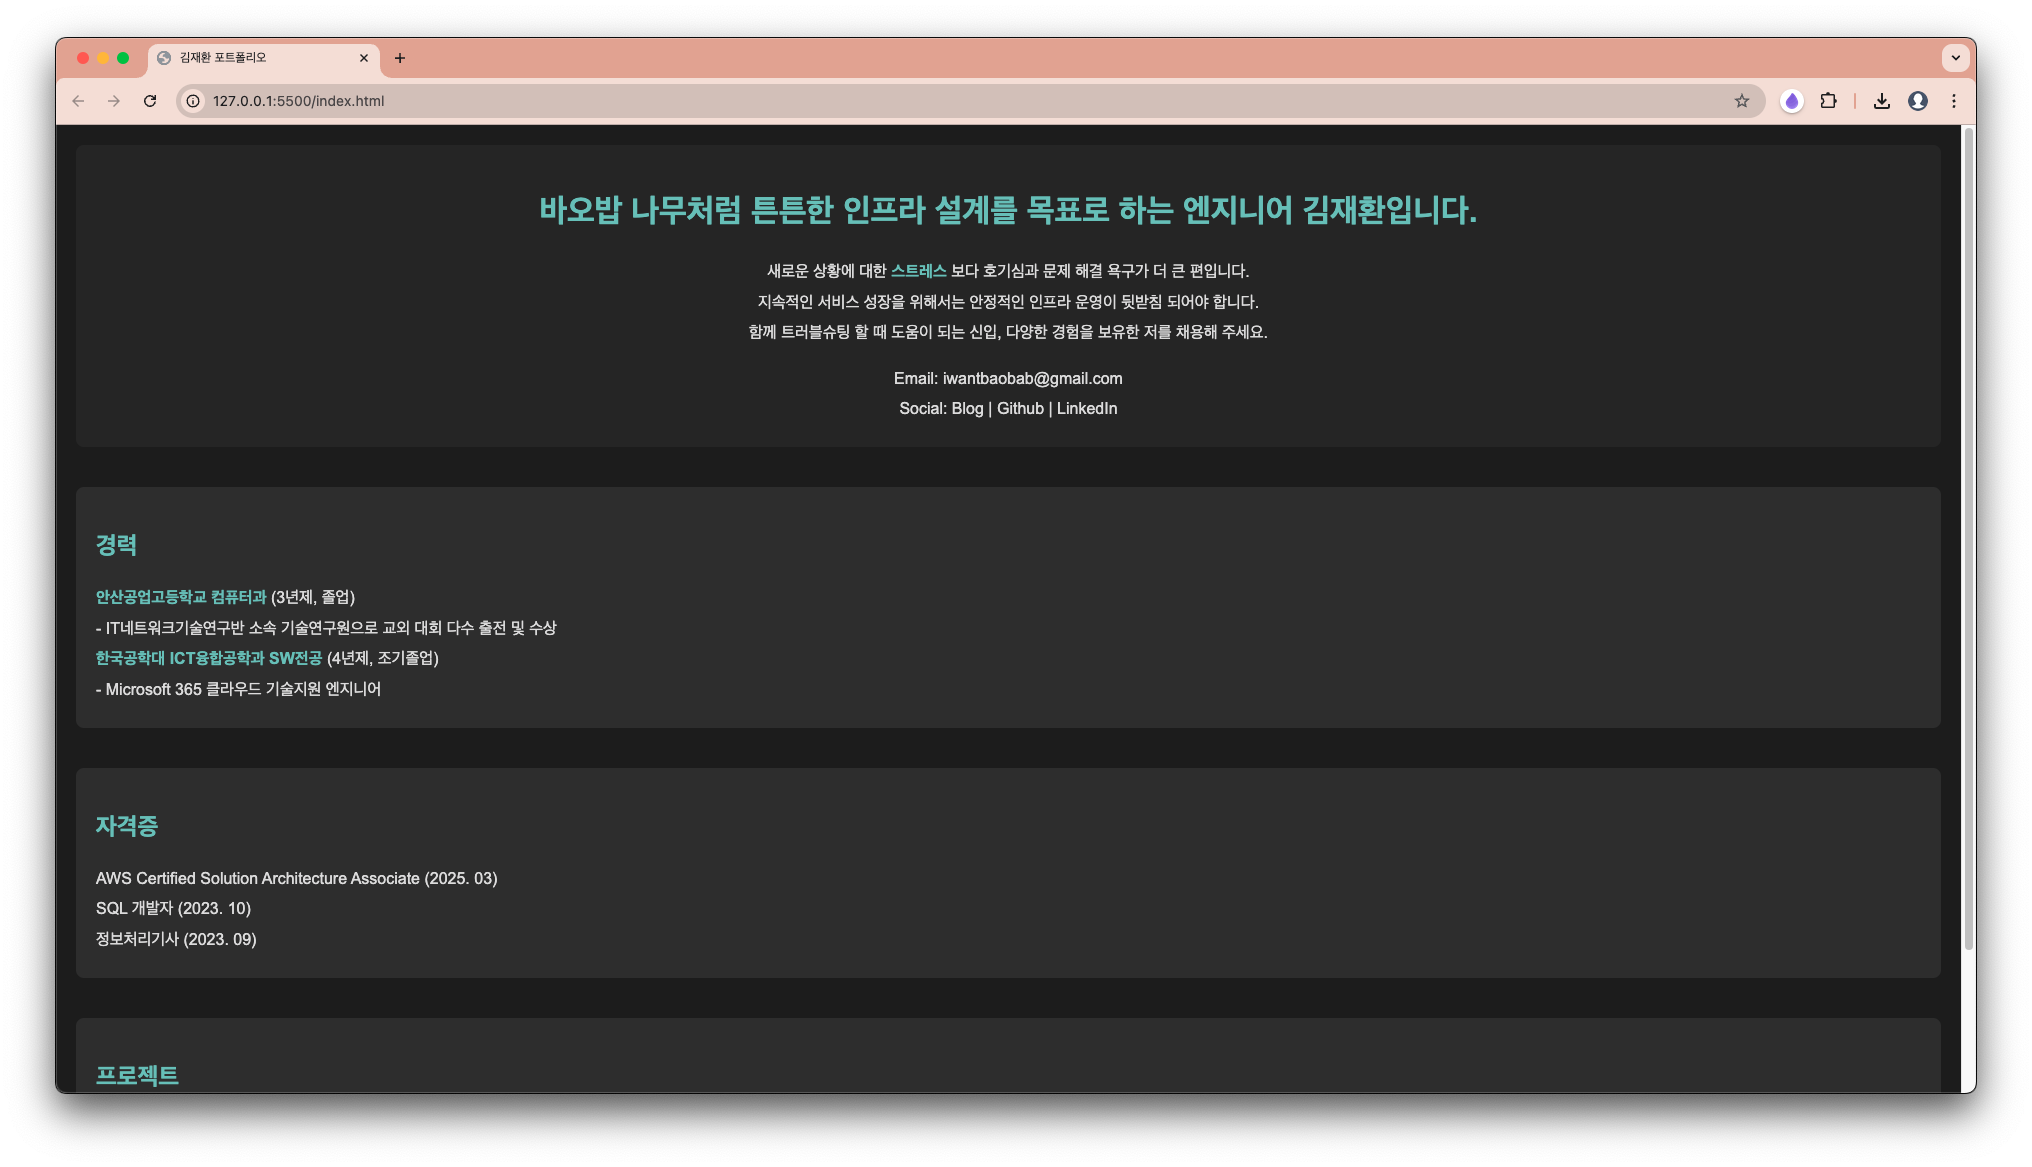 김재환 포트폴리오
127.0.0.1:5500/index.html
바오밥 나무처럼 튼튼한 인프라 설계를 목표로 하는 엔지니어 김재환입니다.
새로운 상황에 대한 스트레스 보다 호기심과 문제 해결 욕구가 더 큰 편입니다.
지속적인 서비스 성장을 위해서는 안정적인 인프라 운영이 뒷받침 되어야 합니다.
함께 트러블슈팅 할 때 도움이 되는 신입, 다양한 경험을 보유한 저를 채용해 주세요.
Email: iwantbaobab@gmail.com
Social: Blog | Github | LinkedIn
경력
안산공업고등학교 컴퓨터과 (3년제, 졸업)
- IT네트워크기술연구반 소속 기술연구원으로 교외 대회 다수 출전 및 수상
한국공학대 ICT융합공학과 SW전공 (4년제, 조기졸업)
- Microsoft 365 클라우드 기술지원 엔지니어
자격증
AWS Certified Solution Architecture Associate (2025. 03)
SQL 개발자 (2023. 10)
정보처리기사 (2023. 09)
프로젝트